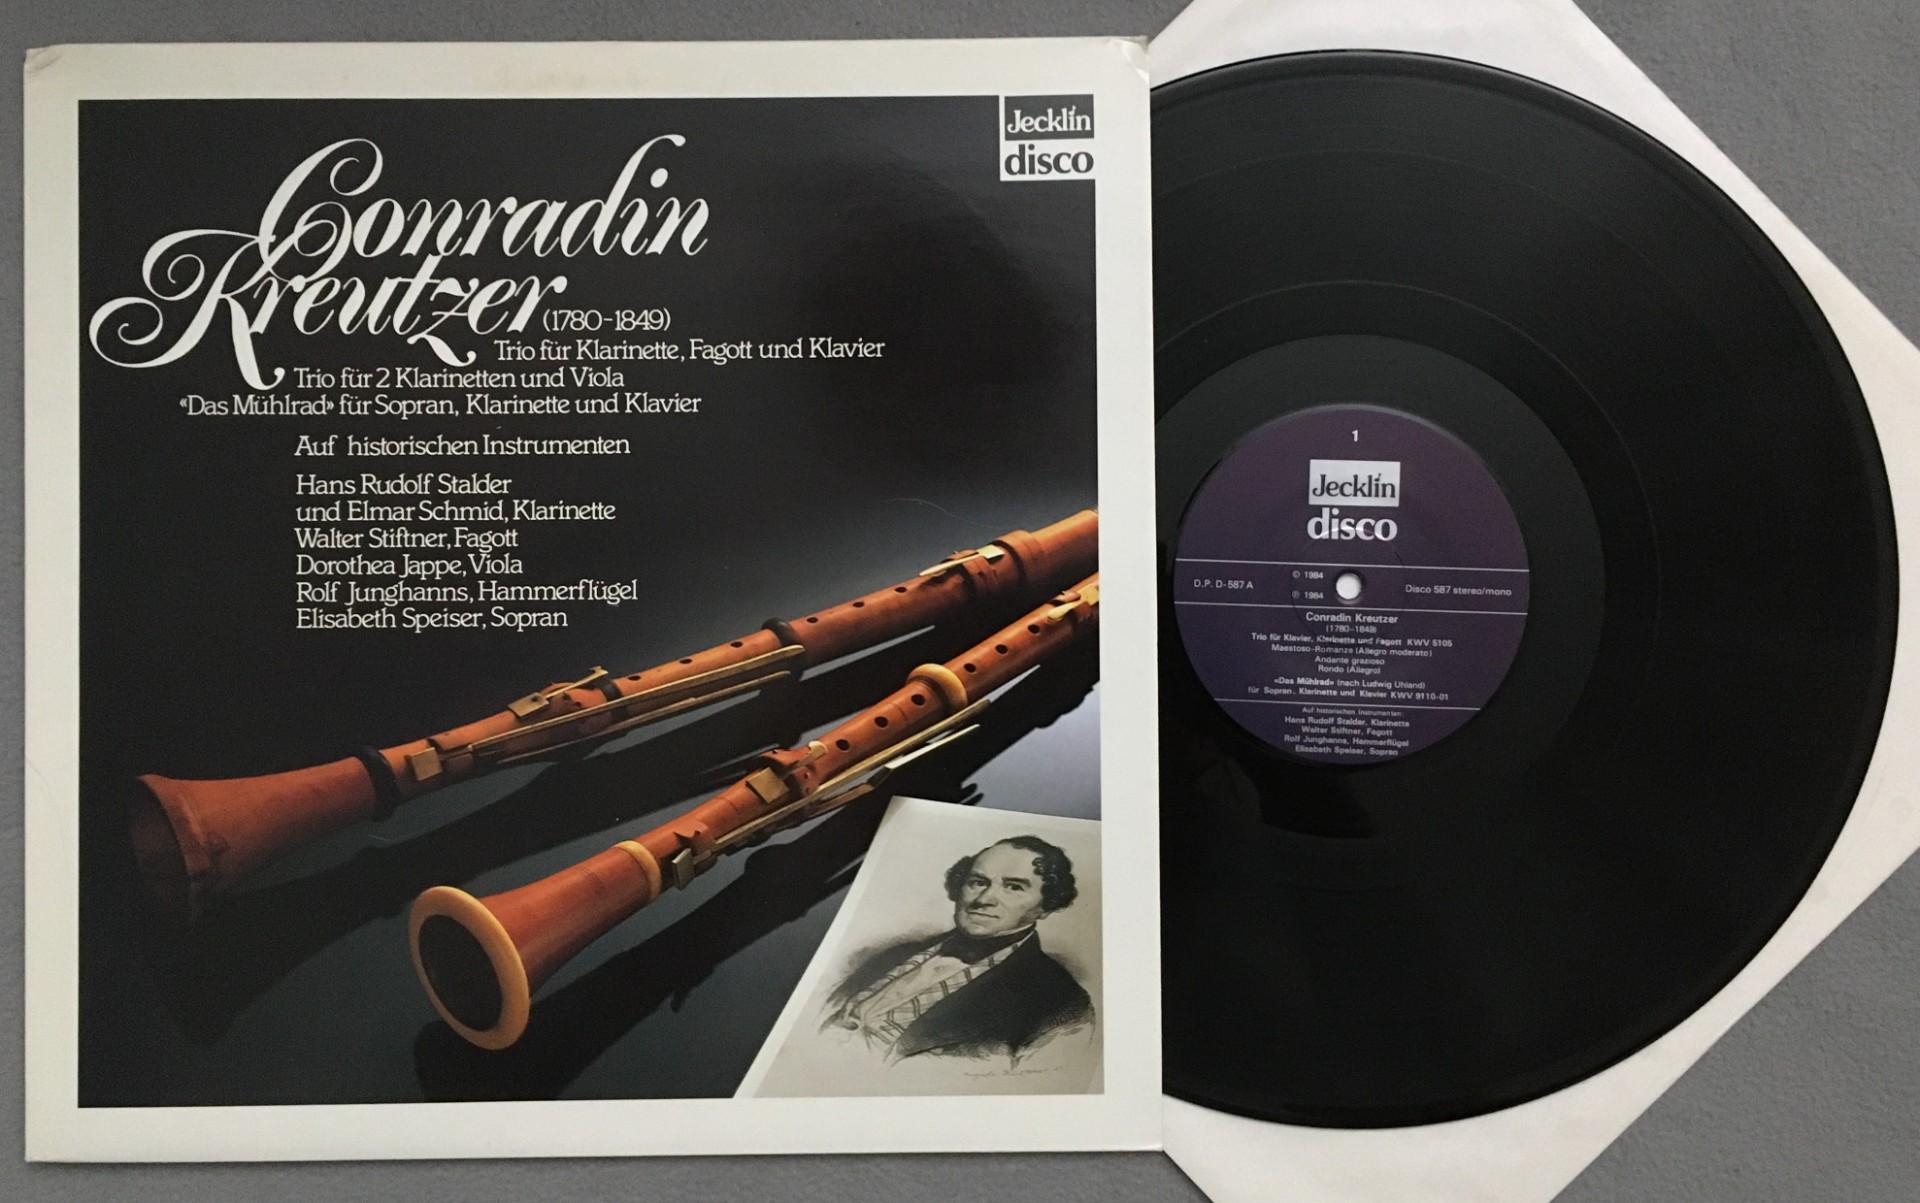 Jecklin
disco
Conradin
Kreutzer (1780-1849)
Trio für Klarinette, Fagott und Klavier
Trio für 2 Klarinetten und Viola
«Das Mühlrad» für Sopran, Klarinette und Klavier
Auf historischen Instrumenten
Hans Rudolf Stalder
und Elmar Schmid, Klarinette
Walter Stiftner, Fagott
Dorothea Jappe, Viola
Rolf Junghanns, Hammerflügel
Elisabeth Speiser, Sopran
1
Jecklin
disco
D.P. D-587 A
© 1984
℗ 1984
Disco 587 stereo/mono
Conradin Kreutzer
(1780-1849)
Trio für Klavier, Klarinette und Fagott KWV 5105
Maestoso-Romanze (Allegro moderato)
Andante grazioso
Rondo (Allegro)
«Das Mühlrad» (nach Ludwig Uhland)
für Sopran, Klarinette und Klavier KWV 9110-01
Auf historischen Instrumenten:
Hans Rudolf Stalder, Klarinette
Walter Stiftner, Fagott
Rolf Junghanns, Hammerflügel
Elisabeth Speiser, Sopran